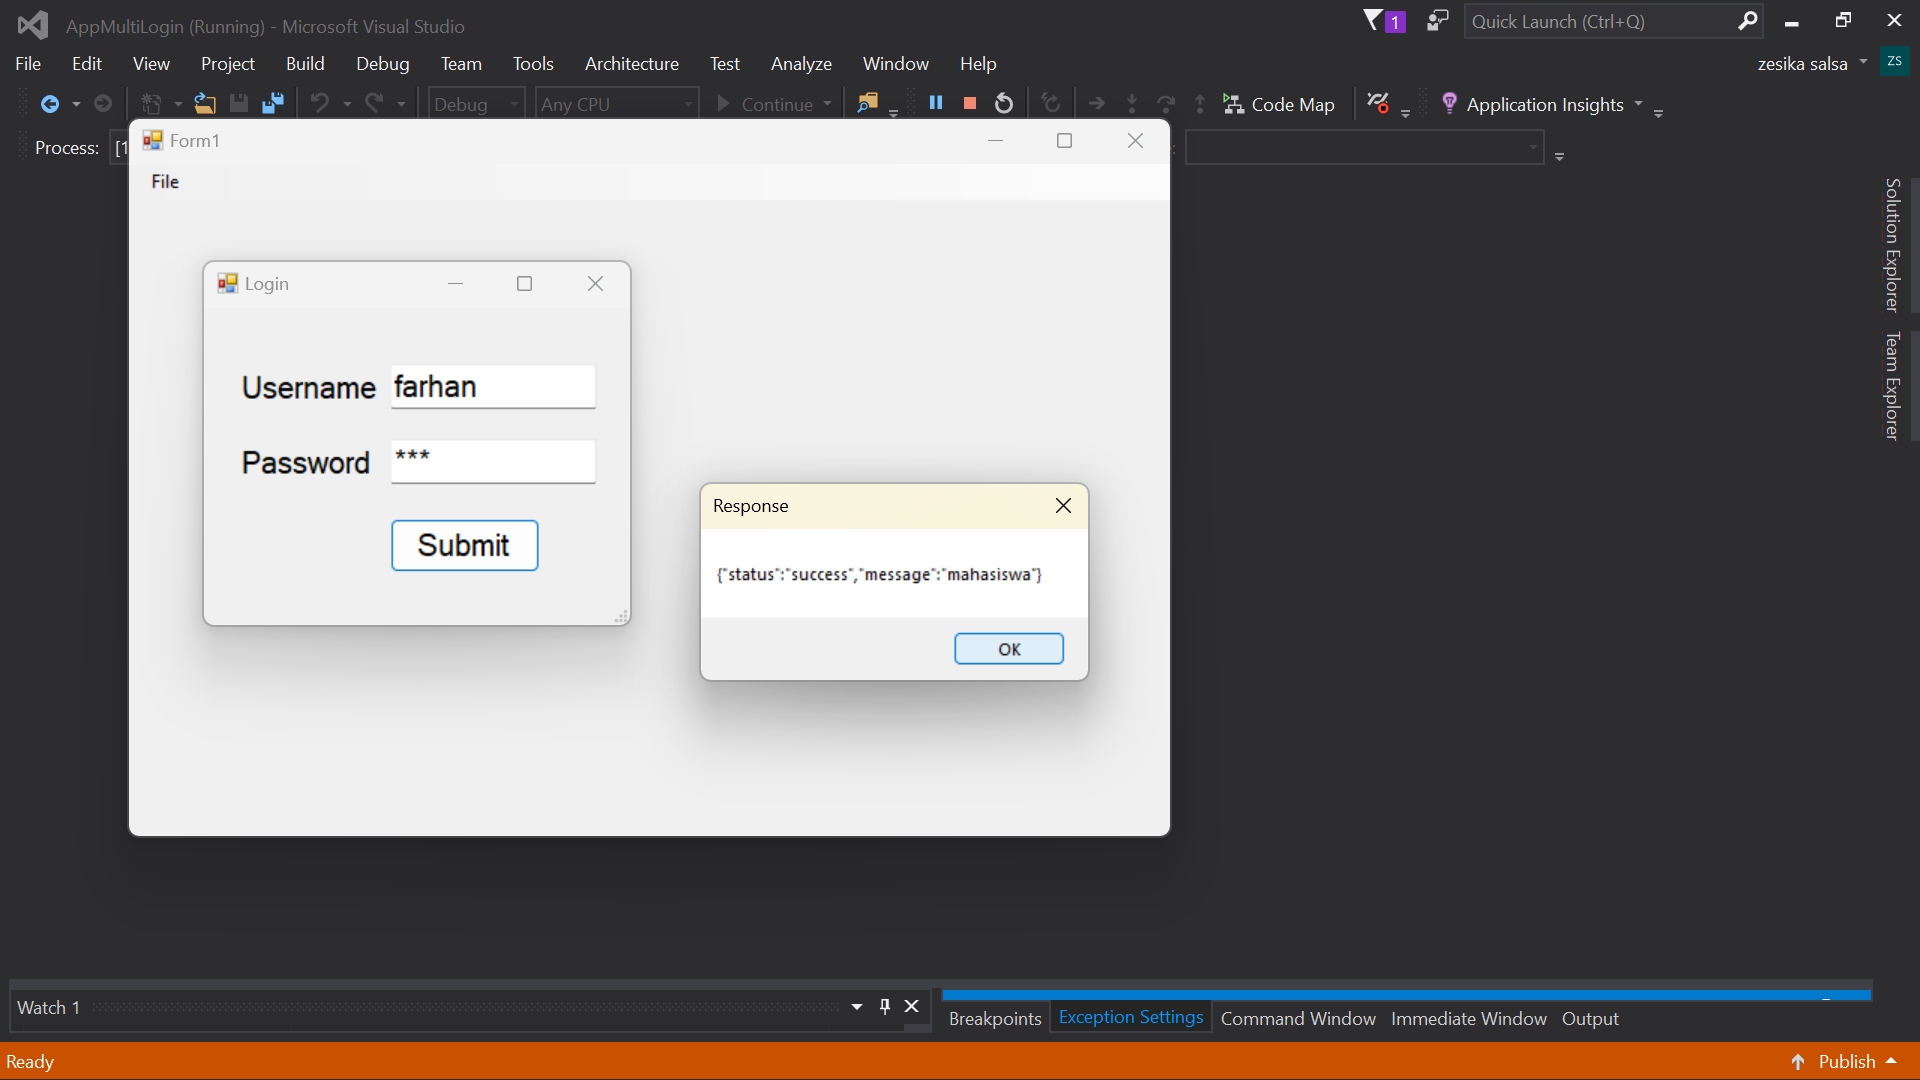 AppMultiLogin (Running) - Microsoft Visual Studio
1
Quick Launch (Ctrl+Q)
File Edit View Project Build Debug Team Tools Architecture Test Analyze Window Help
zesika salsa ZS
Debug Any CPU Continue Code Map Application Insights
Process: [1
Form1
File
Login
Username farhan
Password ***
Submit
Response
{"status":"success","message":"mahasiswa"}
OK
Solution Explorer
Team Explorer
Watch 1
Breakpoints Exception Settings Command Window Immediate Window Output
Ready
Publish